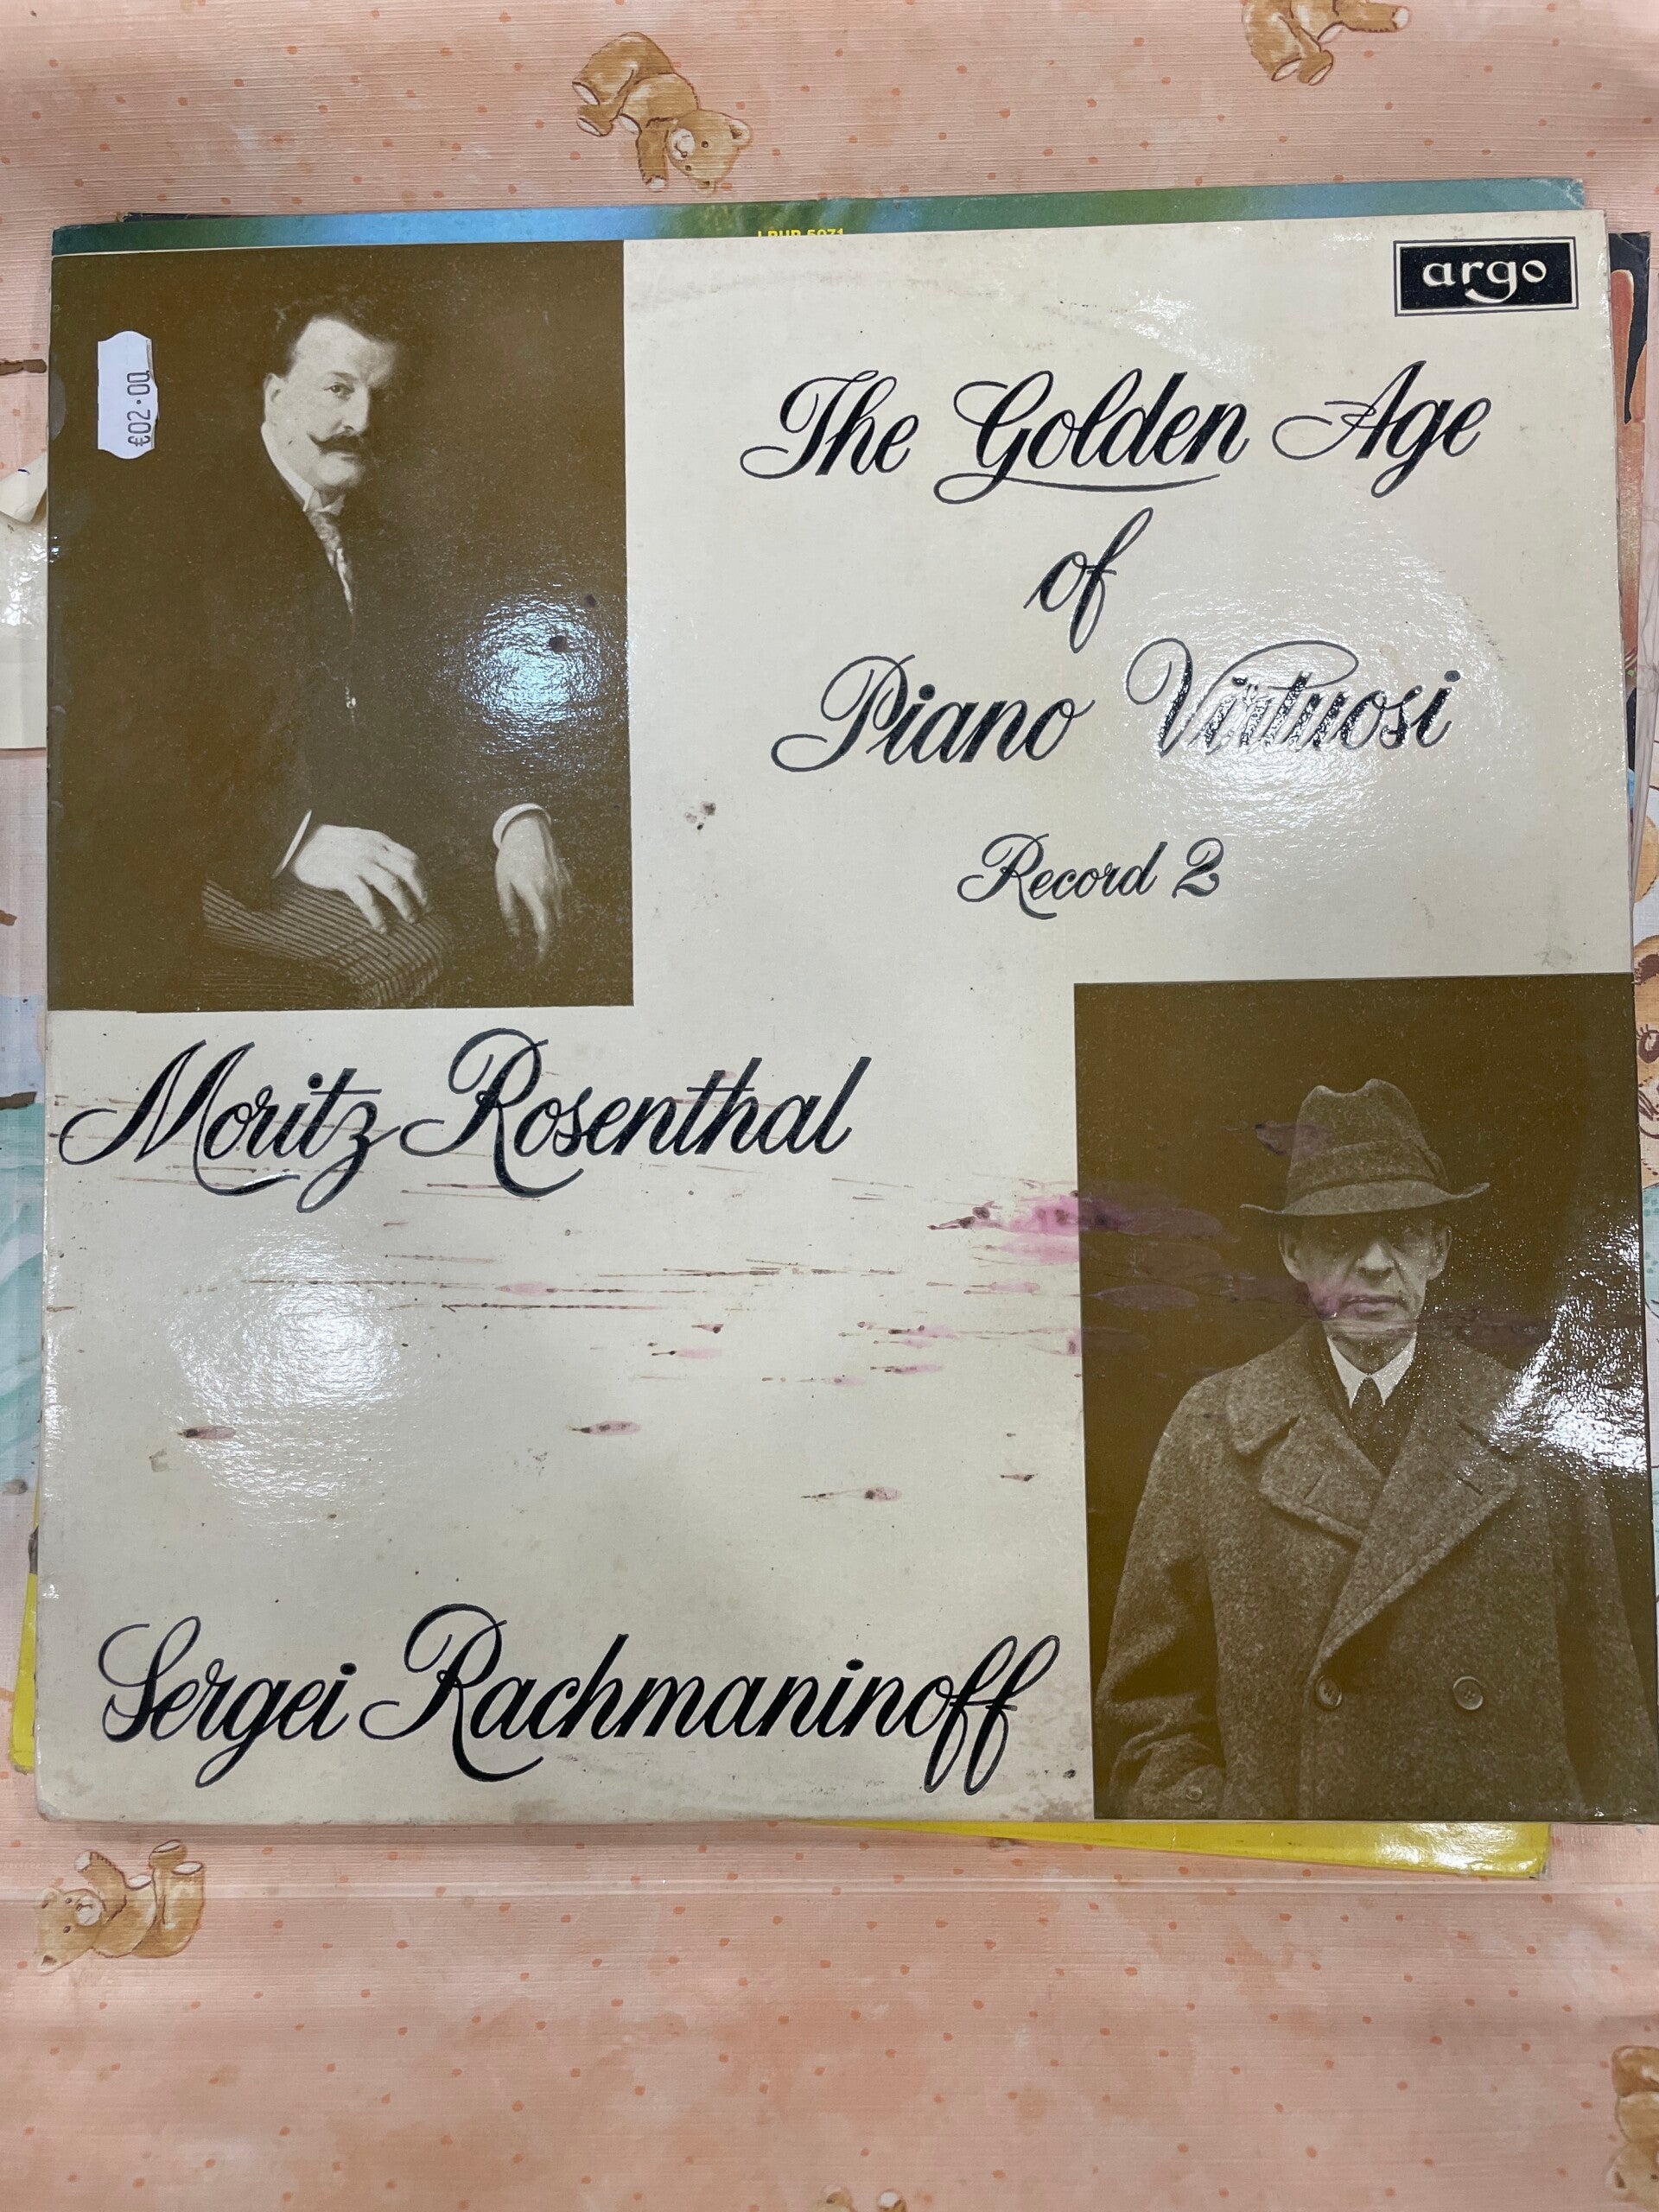 argo
£02.00
The Golden Age
of
Piano Virtuosi
Record 2
Moritz Rosenthal
Sergei Rachmaninoff